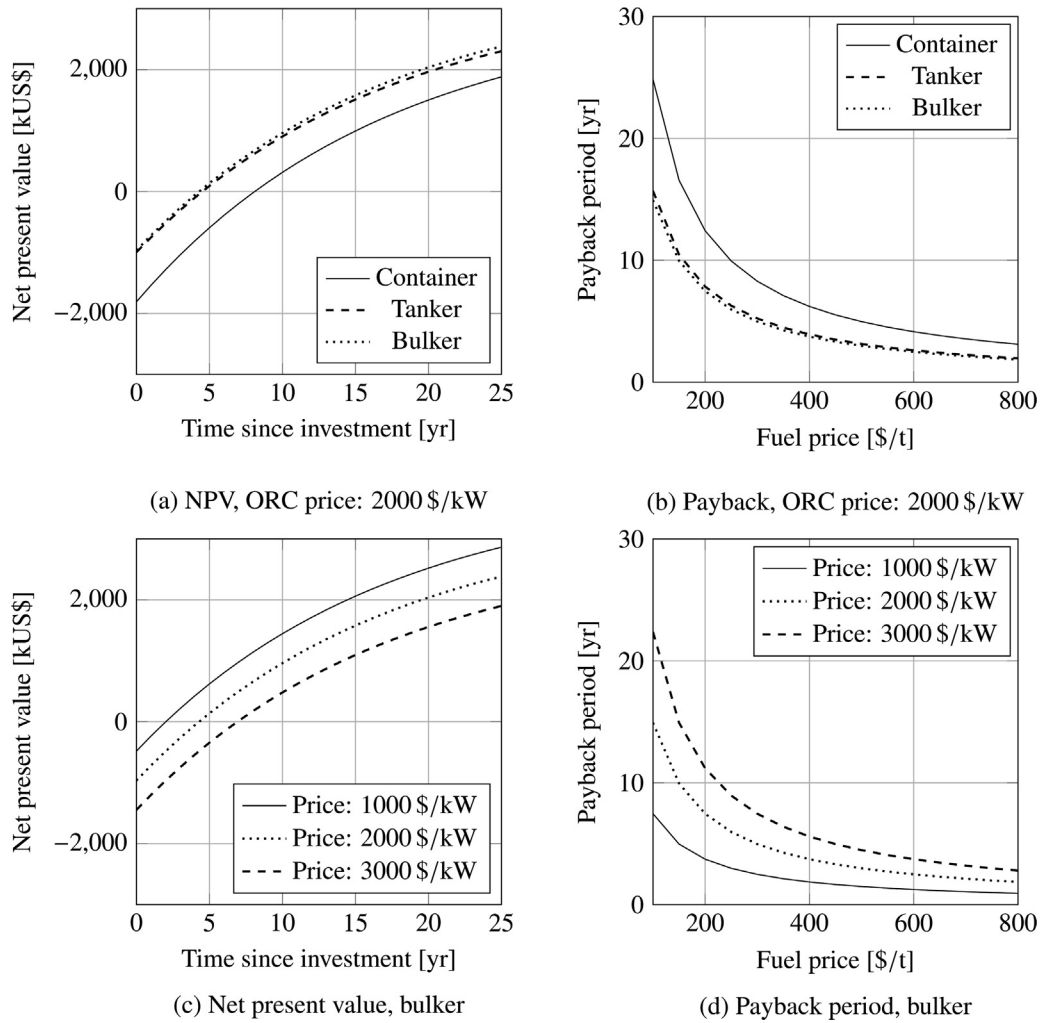 Net present value [kUS$]
2,000
0
−2,000
Container
Tanker
Bulker
0 5 10 15 20 25
Time since investment [yr]
(a) NPV, ORC price: 2000 $/kW
Payback period [yr]
30
20
10
0
Container
Tanker
Bulker
200 400 600 800
Fuel price [$/t]
(b) Payback, ORC price: 2000 $/kW
Net present value [kUS$]
2,000
0
−2,000
Price: 1000 $/kW
Price: 2000 $/kW
Price: 3000 $/kW
0 5 10 15 20 25
Time since investment [yr]
(c) Net present value, bulker
Payback period [yr]
30
20
10
0
Price: 1000 $/kW
Price: 2000 $/kW
Price: 3000 $/kW
200 400 600 800
Fuel price [$/t]
(d) Payback period, bulker